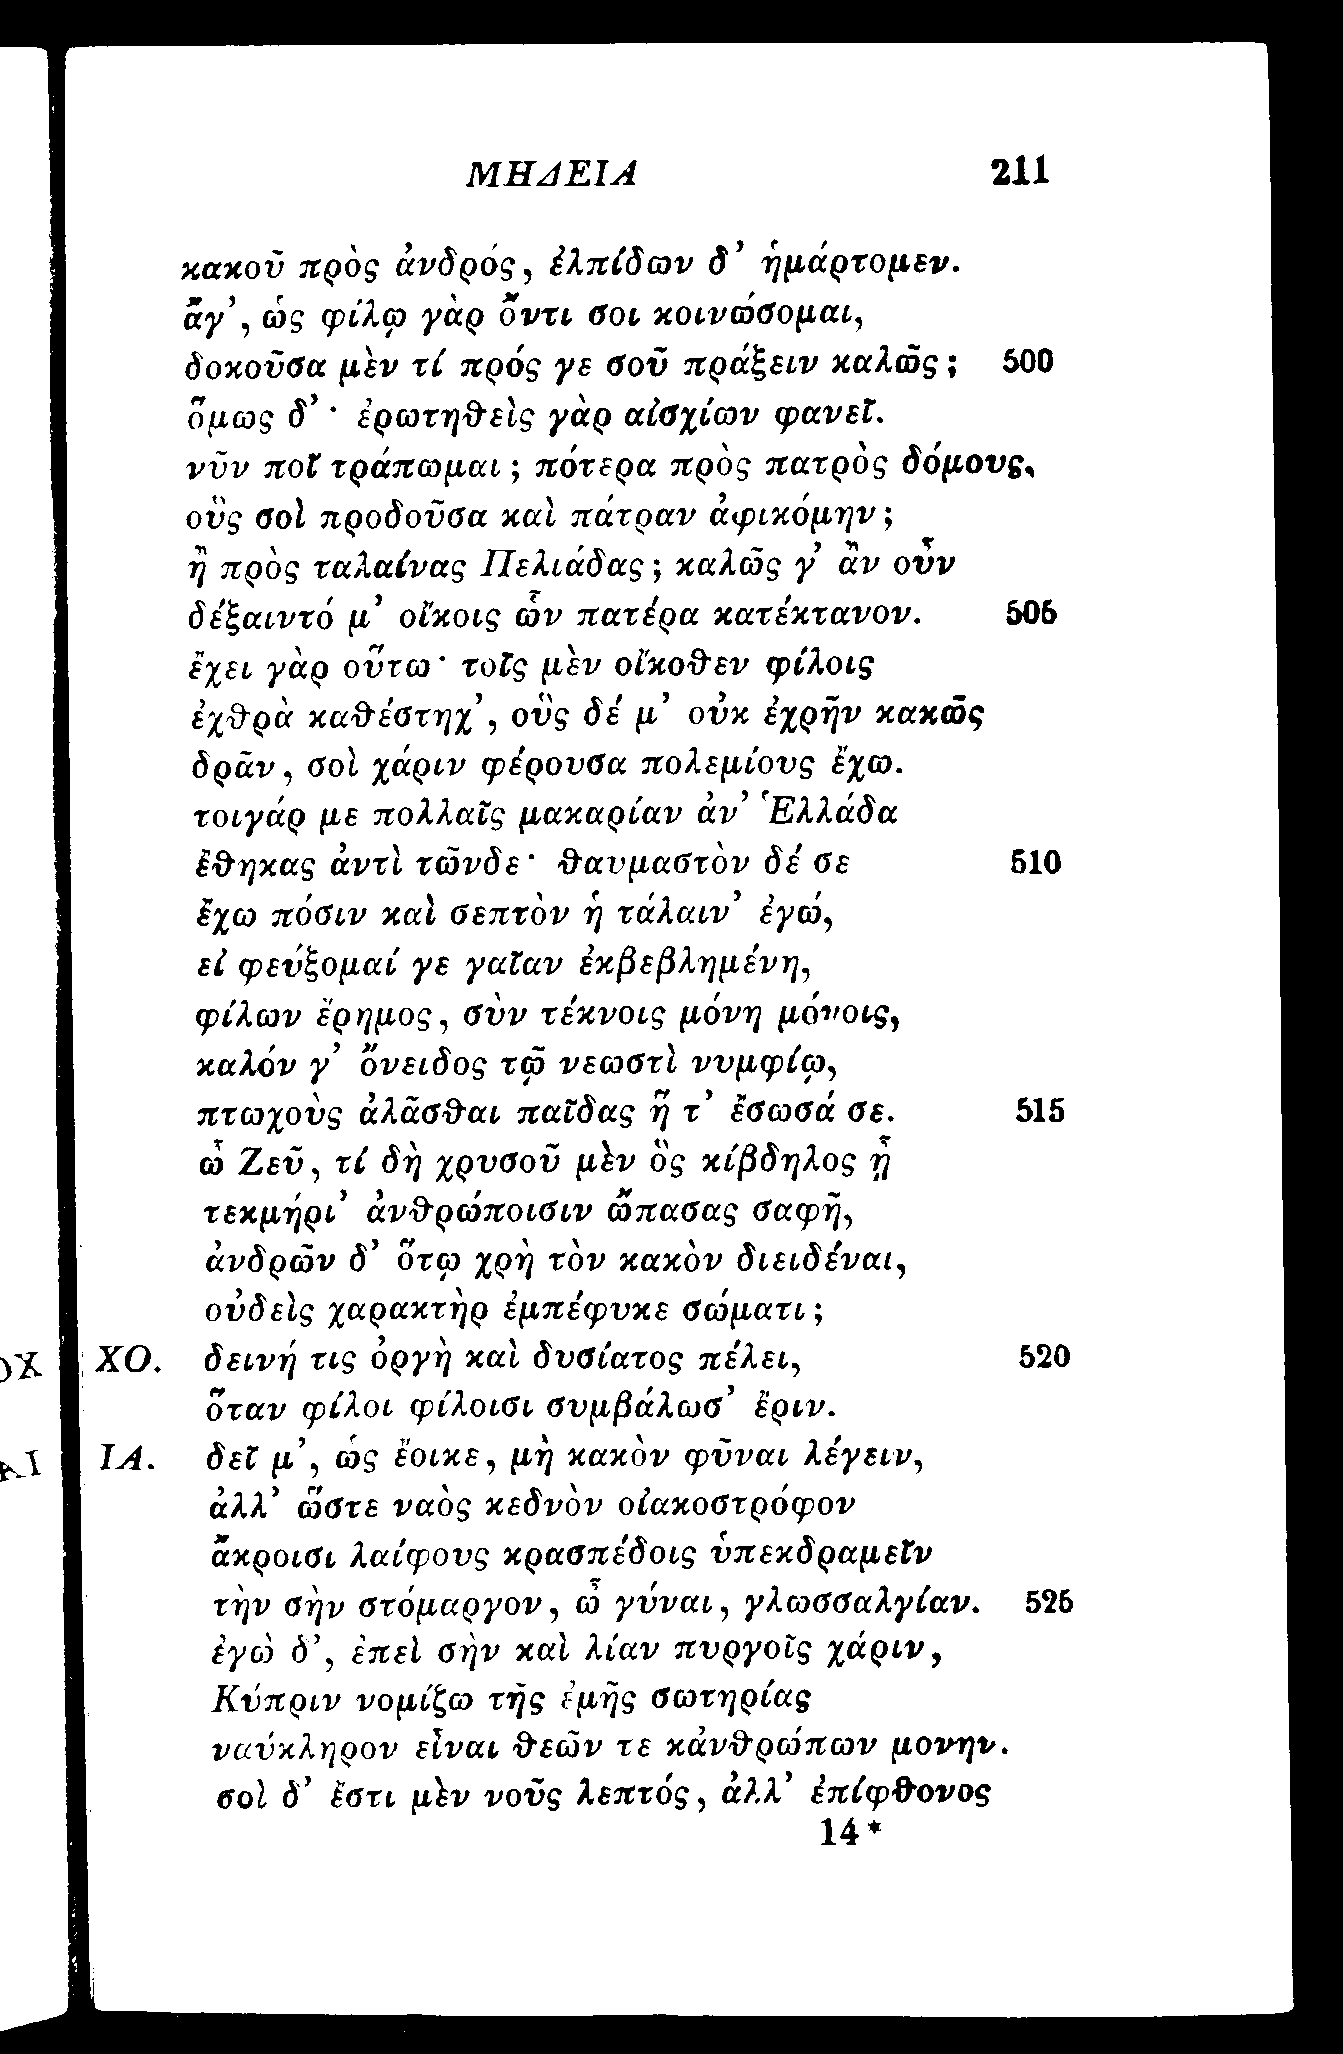 ΜΗΔΕΙΑ 211
κακοῦ πρὸς ἀνδρός, ἐλπίδων δ’ ἡμάρτομεν.
ἄγ’, ὡς φίλῳ γὰρ ὄντι σοι κοινώσομαι,
δοκοῦσα μὲν τί πρός γε σοῦ πράξειν καλῶς; 500
ὅμως δ’· ἐρωτηθεὶς γὰρ αἰσχίων φανεῖ.
νῦν ποῖ τράπωμαι; πότερα πρὸς πατρὸς δόμους,
οὓς σοὶ προδοῦσα καὶ πάτραν ἀφικόμην;
ἢ πρὸς ταλαίνας Πελιάδας; καλῶς γ’ ἂν οὖν
δέξαιντό μ’ οἴκοις ὧν πατέρα κατέκτανον. 505
ἔχει γὰρ οὕτω· τοῖς μὲν οἴκοθεν φίλοις
ἐχθρὰ καθέστηχ’, οὓς δέ μ’ οὐκ ἐχρῆν κακῶς
δρᾶν, σοὶ χάριν φέρουσα πολεμίους ἔχω.
τοιγάρ με πολλαῖς μακαρίαν ἀν’ Ἑλλάδα
ἔθηκας ἀντὶ τῶνδε· θαυμαστὸν δέ σε 510
ἔχω πόσιν καὶ σεπτὸν ἡ τάλαιν’ ἐγώ,
εἰ φεύξομαί γε γαῖαν ἐκβεβλημένη,
φίλων ἔρημος, σὺν τέκνοις μόνη μόνοις,
καλόν γ’ ὄνειδος τῷ νεωστὶ νυμφίῳ,
πτωχοὺς ἀλᾶσθαι παῖδας ἥ τ’ ἔσωσά σε. 515
ὦ Ζεῦ, τί δὴ χρυσοῦ μὲν ὃς κίβδηλος ᾖ
τεκμήρι’ ἀνθρώποισιν ὤπασας σαφῆ,
ἀνδρῶν δ’ ὅτῳ χρὴ τὸν κακὸν διειδέναι,
οὐδεὶς χαρακτὴρ ἐμπέφυκε σώματι;
ΧΟ. δεινή τις ὀργὴ καὶ δυσίατος πέλει, 520
ὅταν φίλοι φίλοισι συμβάλωσ’ ἔριν.
ΙΑ. δεῖ μ’, ὡς ἔοικε, μὴ κακὸν φῦναι λέγειν,
ἀλλ’ ὥστε ναὸς κεδνὸν οἰακοστρόφον
ἄκροισι λαίφους κρασπέδοις ὑπεκδραμεῖν
τὴν σὴν στόμαργον, ὦ γύναι, γλωσσαλγίαν. 525
ἐγὼ δ’, ἐπεὶ σὴν καὶ λίαν πυργοῖς χάριν,
Κύπριν νομίζω τῆς ἐμῆς σωτηρίας
ναύκληρον εἶναι θεῶν τε κἀνθρώπων μονην.
σοὶ δ’ ἔστι μὲν νοῦς λεπτός, ἀλλ’ ἐπίφθονος
14*